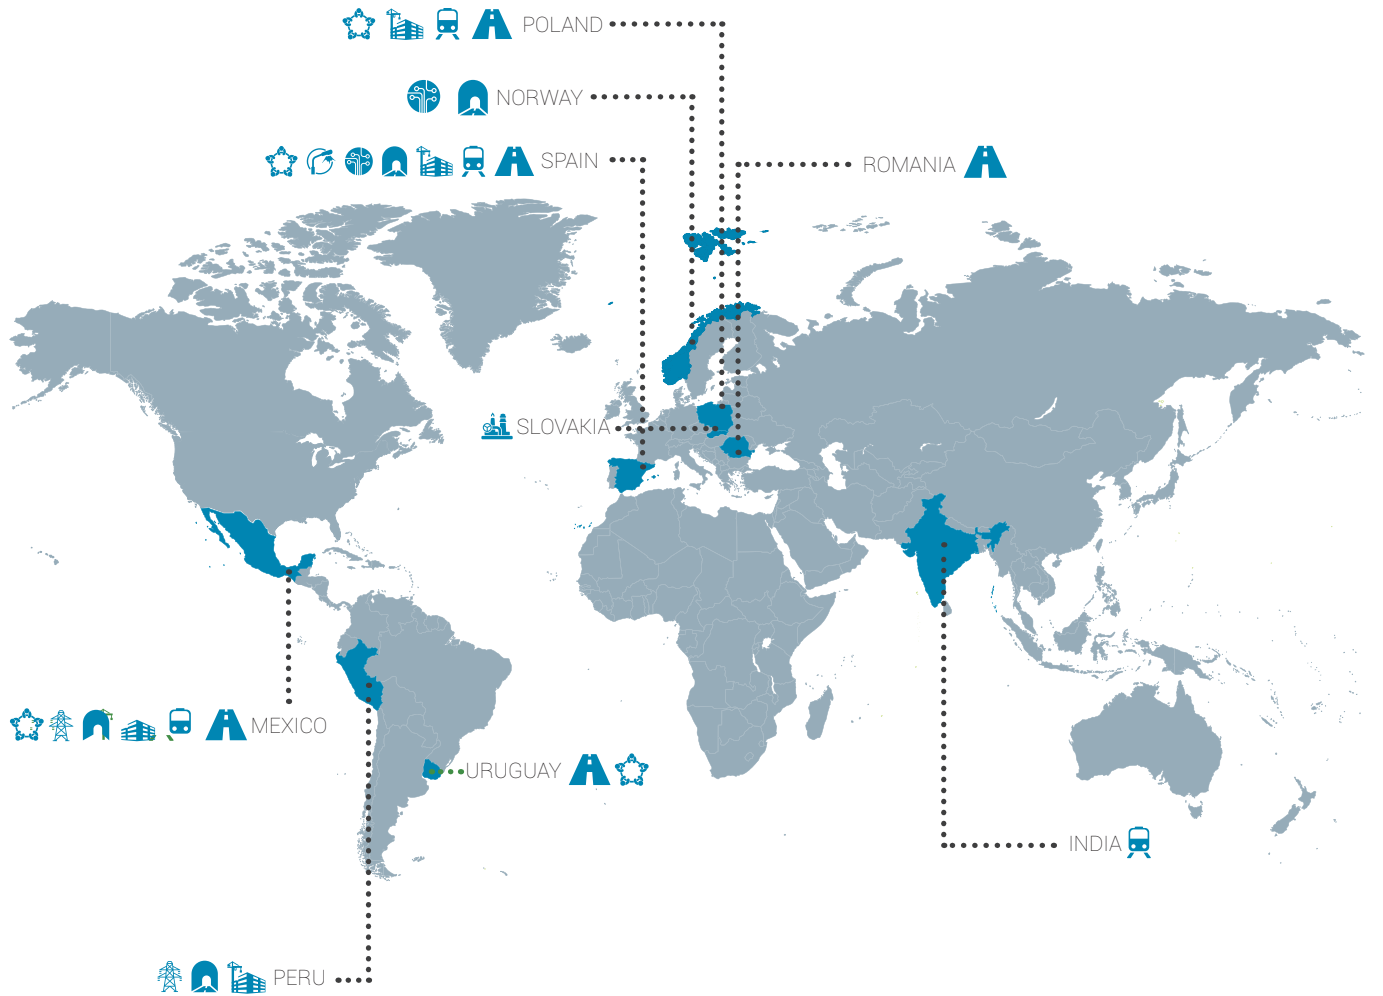 POLAND
NORWAY
SPAIN
ROMANIA
SLOVAKIA
MEXICO
URUGUAY
INDIA
PERU